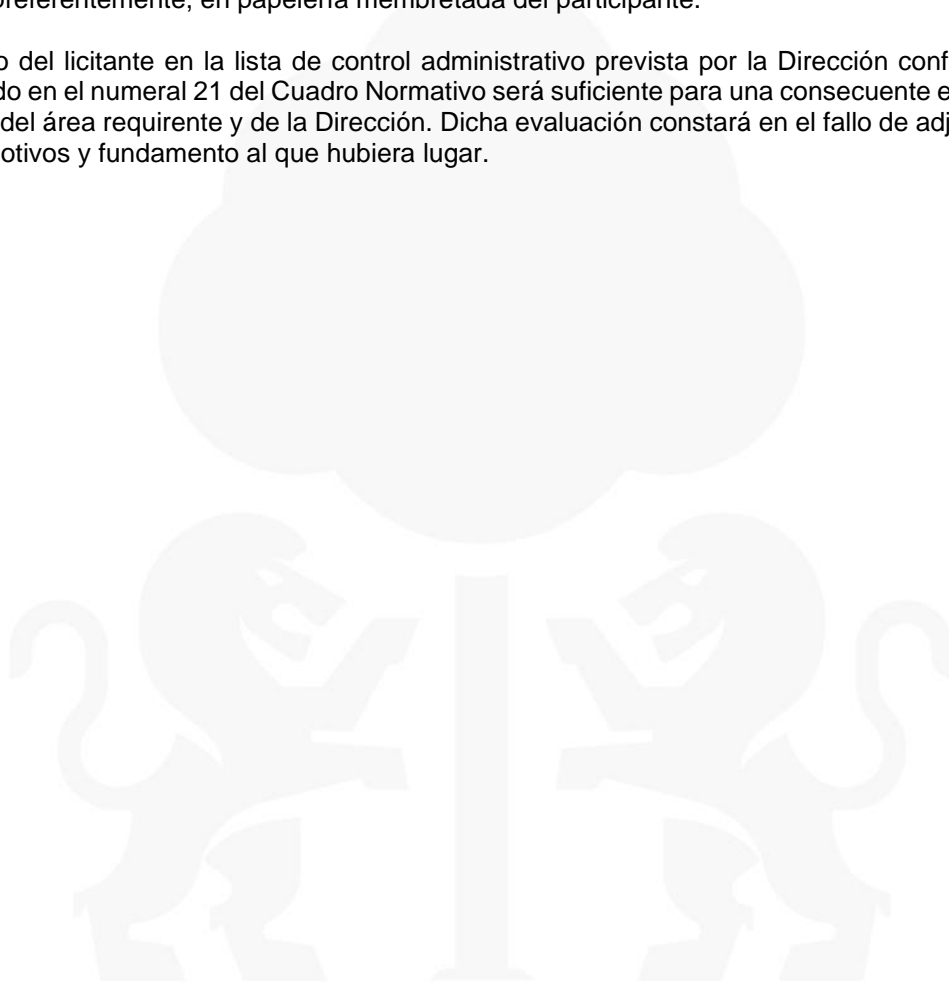 preferentemente, en papelería membretada del participante.
o del licitante en la lista de control administrativo prevista por la Dirección conf
do en el numeral 21 del Cuadro Normativo será suficiente para una consecuente e
del área requirente y de la Dirección. Dicha evaluación constará en el fallo de adj
otivos y fundamento al que hubiera lugar.